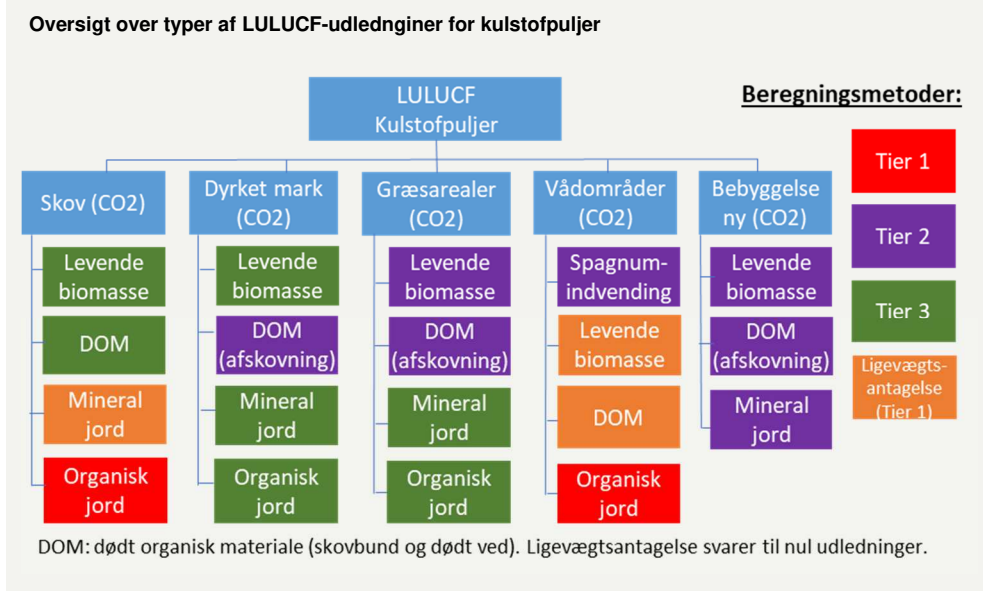 Oversigt over typer af LULUCF-udledninger for kulstofpuljer
LULUCF
Kulstofpuljer
Beregningsmetoder:
Tier 1
Tier 2
Tier 3
Ligevægts-
antagelse
(Tier 1)
Skov (CO2)
Levende
biomasse
DOM
Mineral
jord
Organisk
jord
Dyrket mark
(CO2)
Levende
biomasse
DOM
(afskovning)
Mineral
jord
Organisk
jord
Græsarealer
(CO2)
Levende
biomasse
DOM
(afskovning)
Mineral
jord
Organisk
jord
Vådområder
(CO2)
Spagnum-
indvending
Levende
biomasse
DOM
Organisk
jord
Bebyggelse
ny (CO2)
Levende
biomasse
DOM
(afskovning)
Mineral
jord
DOM: dødt organisk materiale (skovbund og dødt ved). Ligevægtsantagelse svarer til nul udledninger.